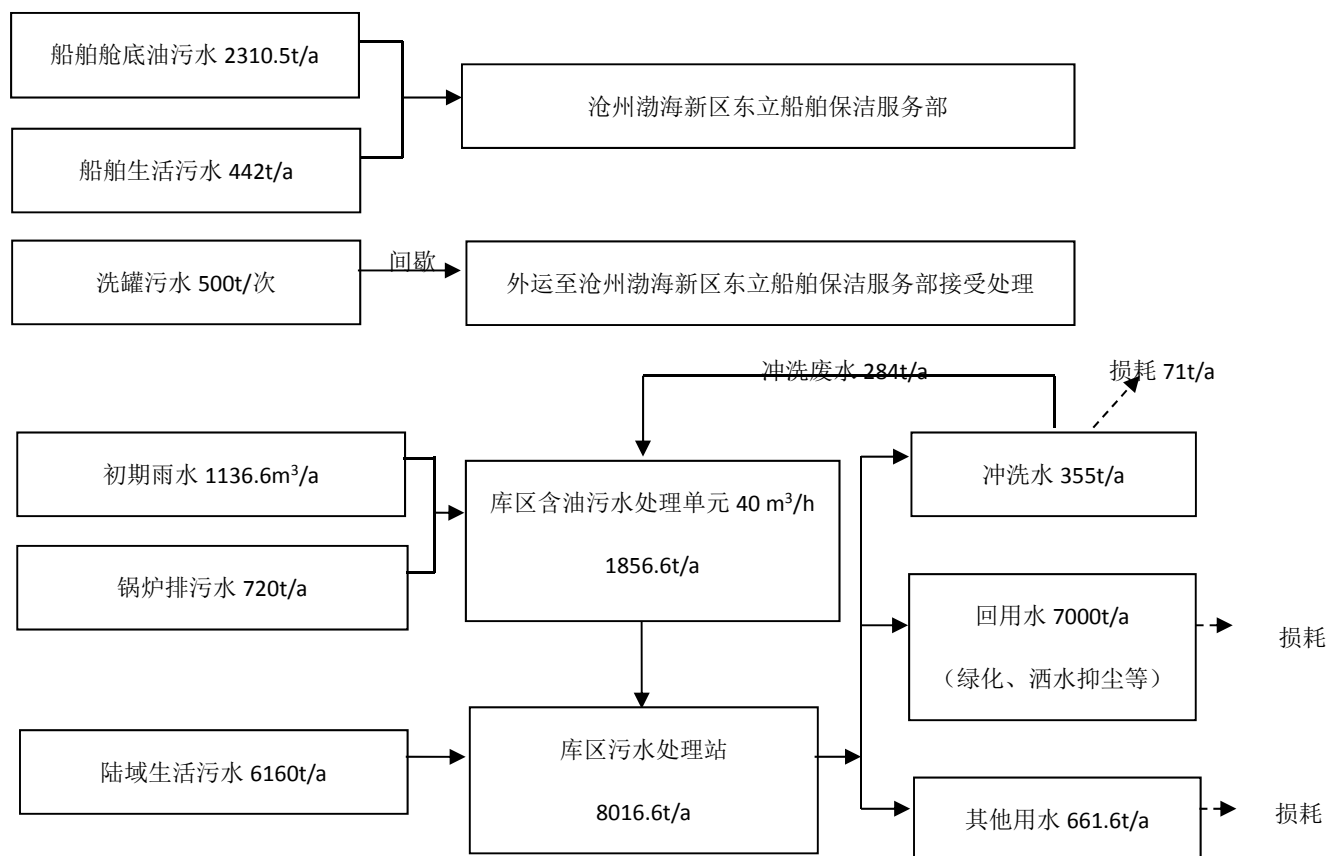 船舶舱底油污水 2310.5t/a
沧州渤海新区东立船舶保洁服务部
船舶生活污水 442t/a
洗罐污水 500t/次
间歇
外运至沧州渤海新区东立船舶保洁服务部接受处理
冲洗废水 284t/a
损耗 71t/a
初期雨水 1136.6m³/a
库区含油污水处理单元 40 m³/h
1856.6t/a
冲洗水 355t/a
锅炉排污水 720t/a
回用水 7000t/a
（绿化、洒水抑尘等）
损耗
陆域生活污水 6160t/a
库区污水处理站
8016.6t/a
其他用水 661.6t/a
损耗